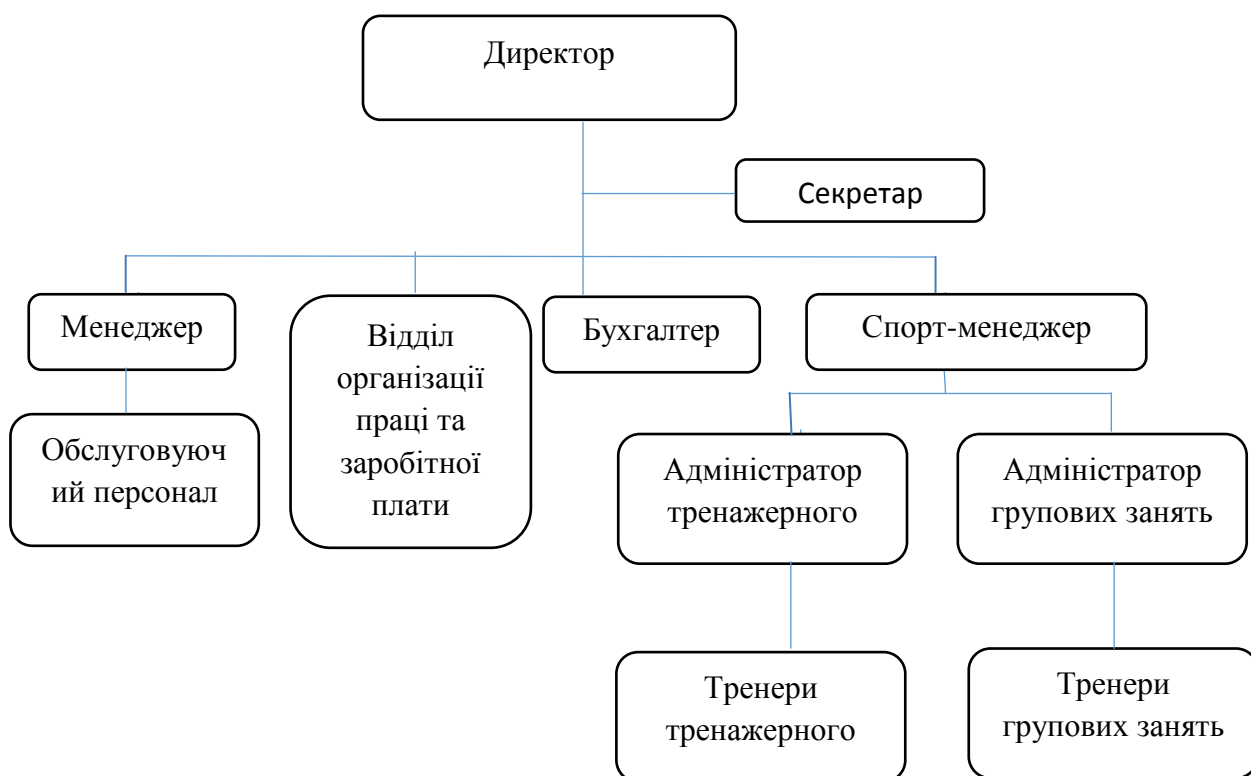 Директор
Секретар
Менеджер
Відділ
організації
праці та
заробітної
плати
Бухгалтер
Спорт-менеджер
Обслуговуюч
ий персонал
Адміністратор
тренажерного
Адміністратор
групових занять
Тренери
тренажерного
Тренери
групових занять